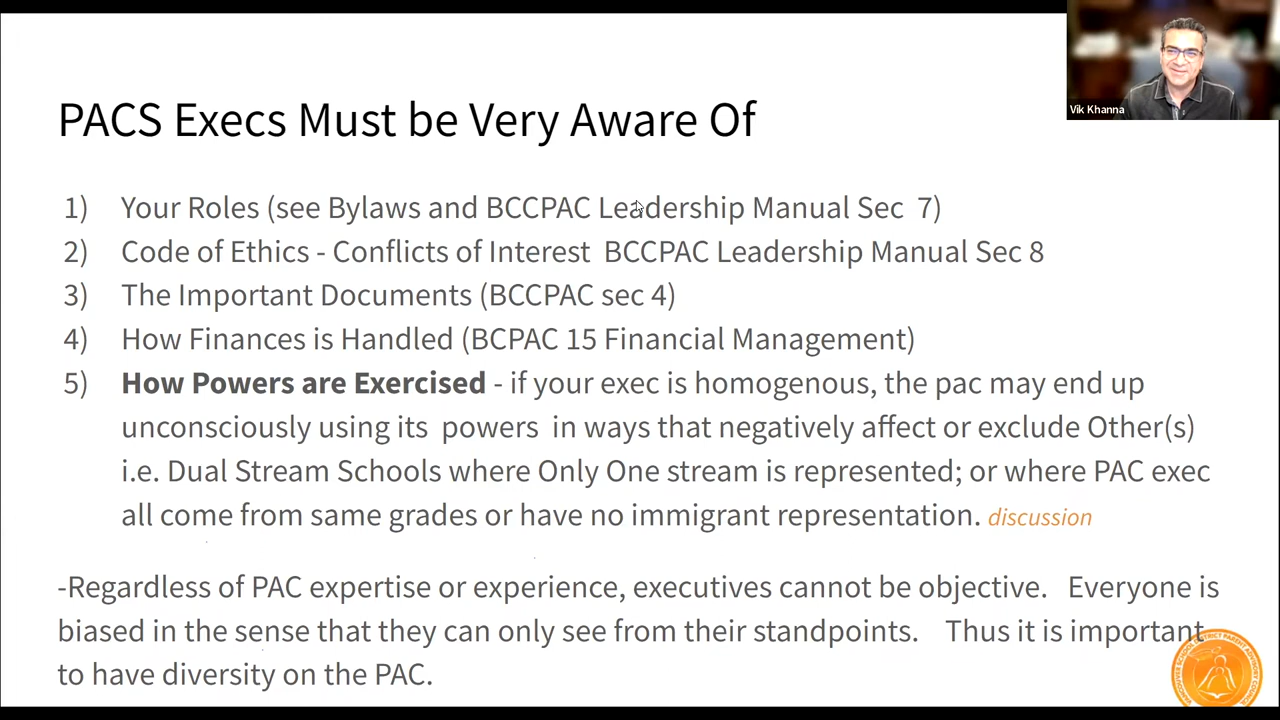 Vik Khanna
PACS Execs Must be Very Aware Of
1) Your Roles (see Bylaws and BCCPAC Leadership Manual Sec 7)
2) Code of Ethics - Conflicts of Interest BCCPAC Leadership Manual Sec 8
3) The Important Documents (BCCPAC sec 4)
4) How Finances is Handled (BCPAC 15 Financial Management)
5) How Powers are Exercised - if your exec is homogenous, the pac may end up
unconsciously using its powers in ways that negatively affect or exclude Other(s)
i.e. Dual Stream Schools where Only One stream is represented; or where PAC exec
all come from same grades or have no immigrant representation. discussion
-Regardless of PAC expertise or experience, executives cannot be objective. Everyone is
biased in the sense that they can only see from their standpoints. Thus it is important
to have diversity on the PAC.
VANCOUVER SCHOOL DISTRICT PARENT ADVISORY COUNCIL